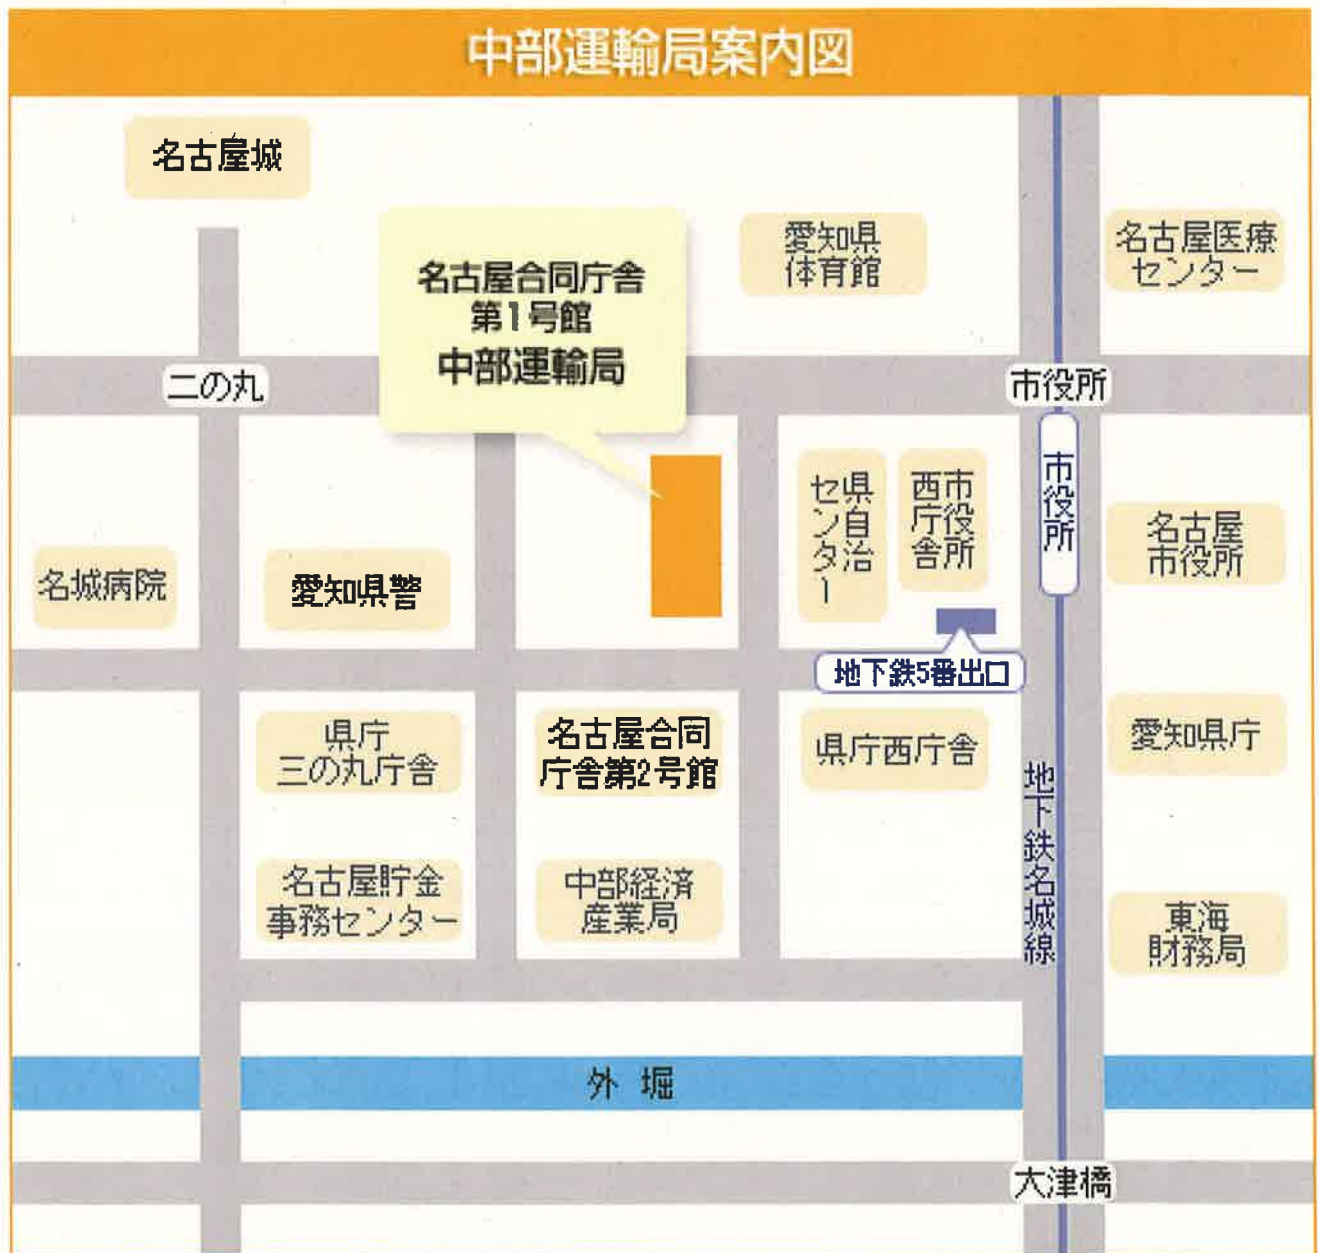 中部運輸局案内図
名古屋城
名古屋合同庁舎
第1号館
中部運輸局
愛知県
体育館
名古屋医療
センター
二の丸
市役所
市役所
県自治
センター
市役所
西庁舎
名古屋
市役所
名城病院
愛知県警
地下鉄5番出口
県庁
三の丸庁舎
名古屋合同
庁舎第2号館
県庁西庁舎
愛知県庁
地下鉄名城線
名古屋貯金
事務センター
中部経済
産業局
東海
財務局
外堀
大津橋